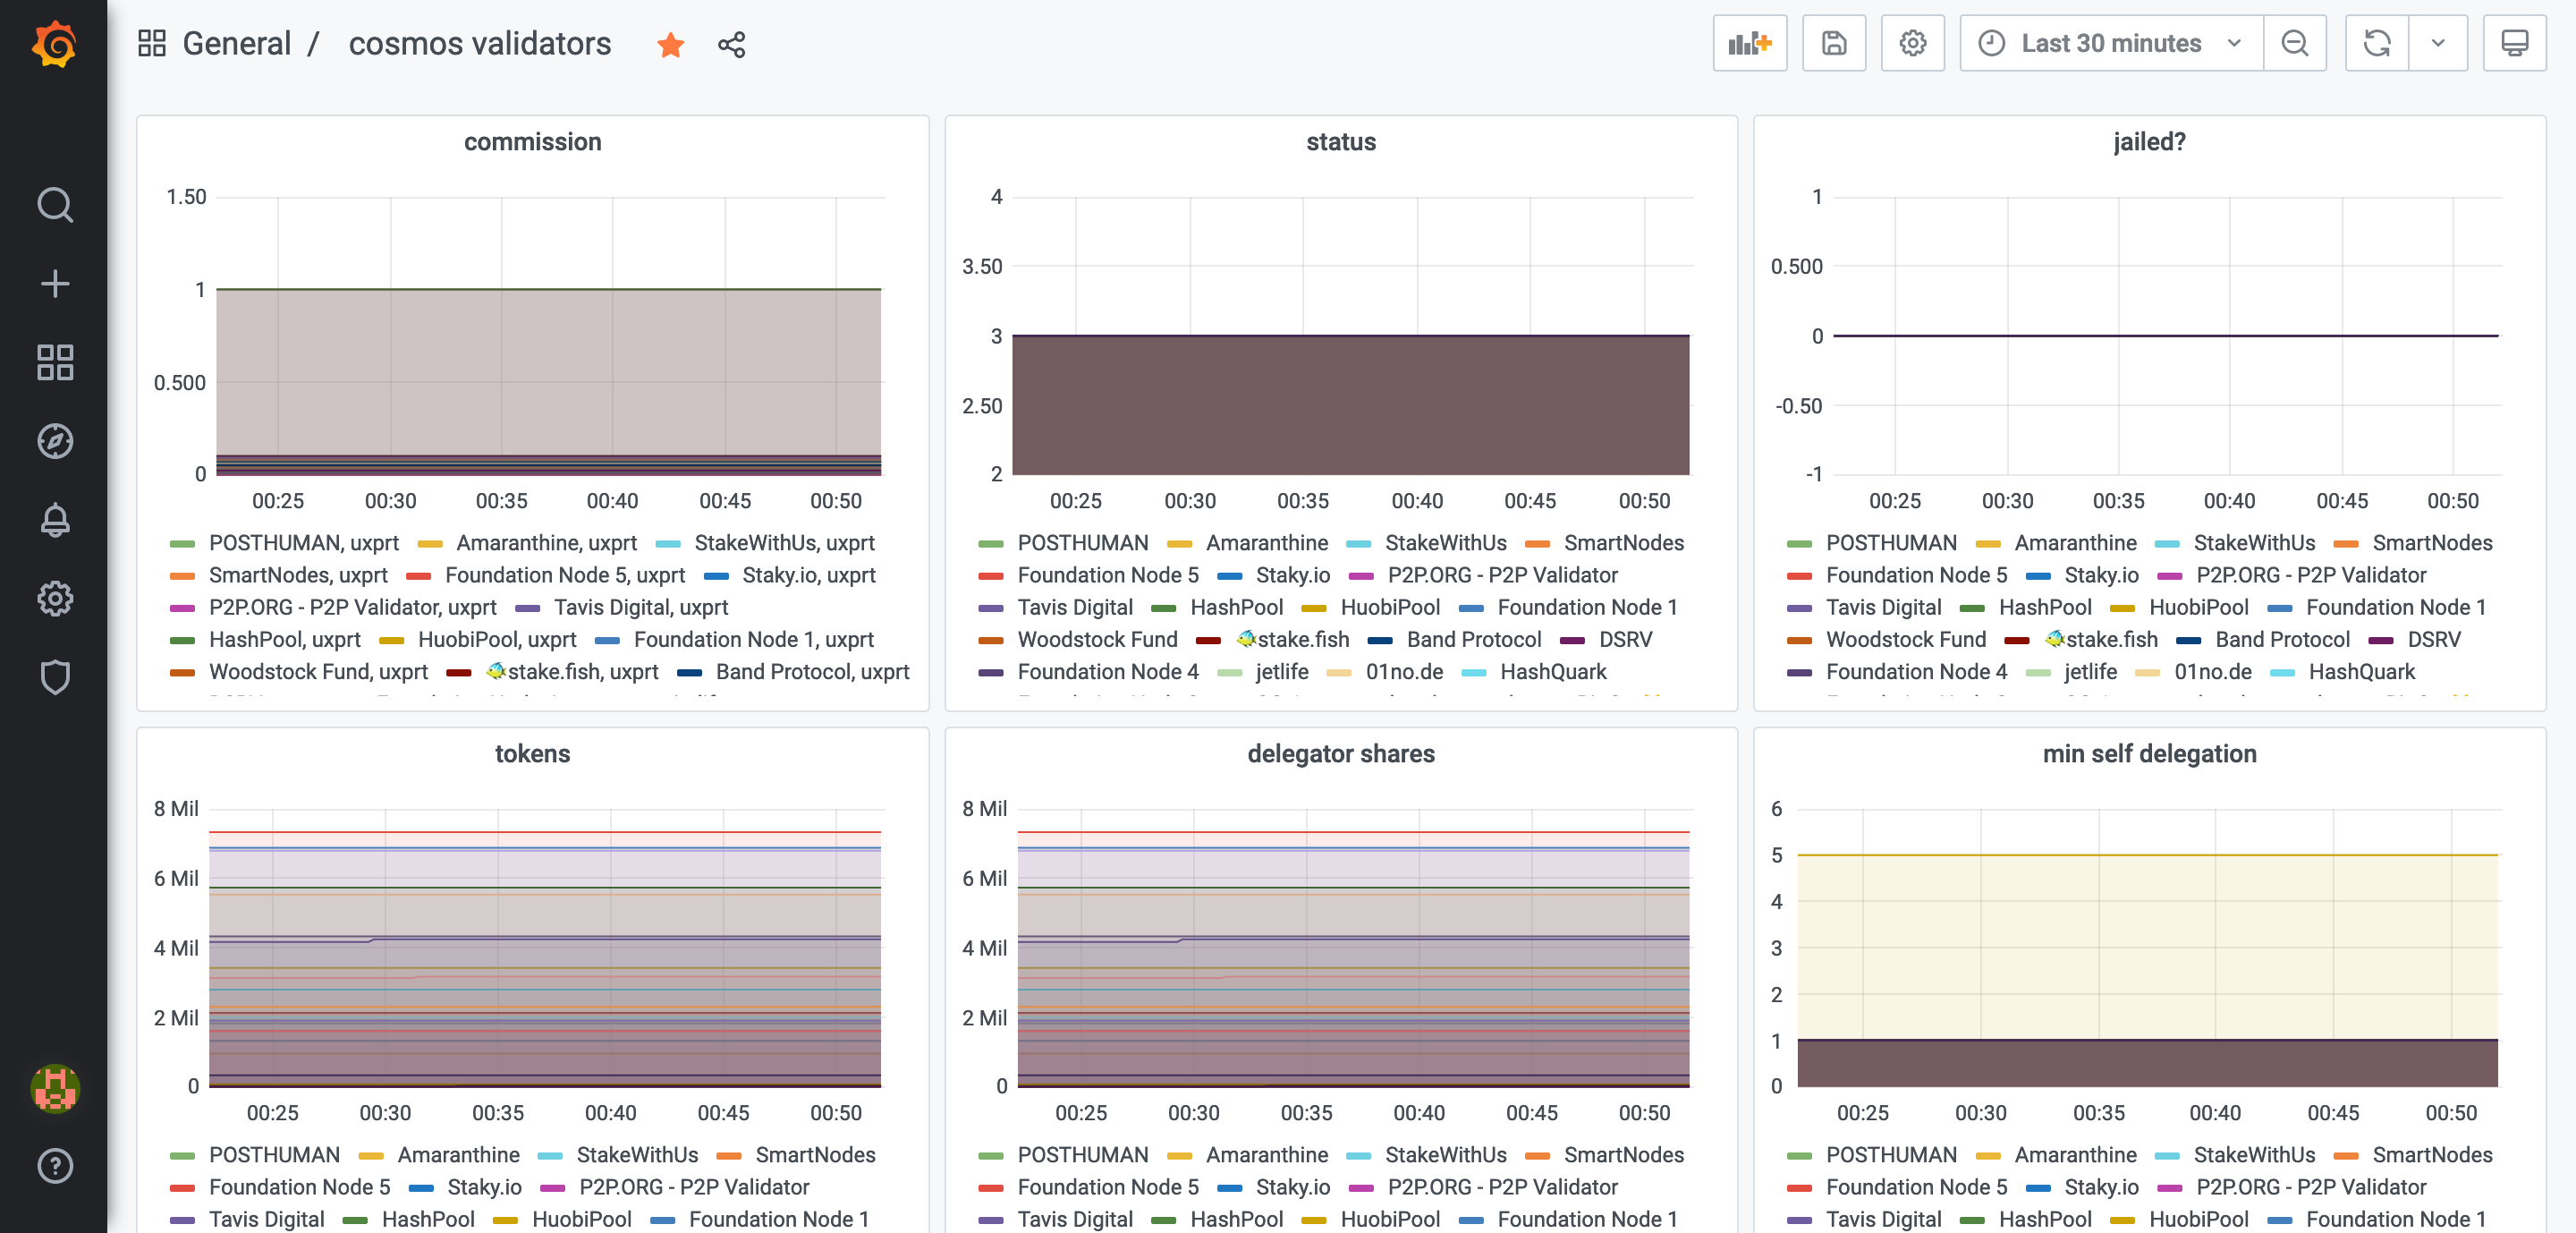 General / cosmos validators
Last 30 minutes
commission
1.50
1
0.500
0
00:25 00:30 00:35 00:40 00:45 00:50
POSTHUMAN, uxprt Amaranthine, uxprt StakeWithUs, uxprt
SmartNodes, uxprt Foundation Node 5, uxprt Staky.io, uxprt
P2P.ORG - P2P Validator, uxprt Tavis Digital, uxprt
HashPool, uxprt HuobiPool, uxprt Foundation Node 1, uxprt
Woodstock Fund, uxprt 🐠stake.fish, uxprt Band Protocol, uxprt
status
4
3.50
3
2.50
2
00:25 00:30 00:35 00:40 00:45 00:50
POSTHUMAN Amaranthine StakeWithUs SmartNodes
Foundation Node 5 Staky.io P2P.ORG - P2P Validator
Tavis Digital HashPool HuobiPool Foundation Node 1
Woodstock Fund 🐠stake.fish Band Protocol DSRV
Foundation Node 4 jetlife 01no.de HashQuark
jailed?
1
0.500
0
-0.50
-1
00:25 00:30 00:35 00:40 00:45 00:50
POSTHUMAN Amaranthine StakeWithUs SmartNodes
Foundation Node 5 Staky.io P2P.ORG - P2P Validator
Tavis Digital HashPool HuobiPool Foundation Node 1
Woodstock Fund 🐠stake.fish Band Protocol DSRV
Foundation Node 4 jetlife 01no.de HashQuark
tokens
8 Mil
6 Mil
4 Mil
2 Mil
0
00:25 00:30 00:35 00:40 00:45 00:50
POSTHUMAN Amaranthine StakeWithUs SmartNodes
Foundation Node 5 Staky.io P2P.ORG - P2P Validator
Tavis Digital HashPool HuobiPool Foundation Node 1
delegator shares
8 Mil
6 Mil
4 Mil
2 Mil
0
00:25 00:30 00:35 00:40 00:45 00:50
POSTHUMAN Amaranthine StakeWithUs SmartNodes
Foundation Node 5 Staky.io P2P.ORG - P2P Validator
Tavis Digital HashPool HuobiPool Foundation Node 1
min self delegation
6
5
4
3
2
1
0
00:25 00:30 00:35 00:40 00:45 00:50
POSTHUMAN Amaranthine StakeWithUs SmartNodes
Foundation Node 5 Staky.io P2P.ORG - P2P Validator
Tavis Digital HashPool HuobiPool Foundation Node 1